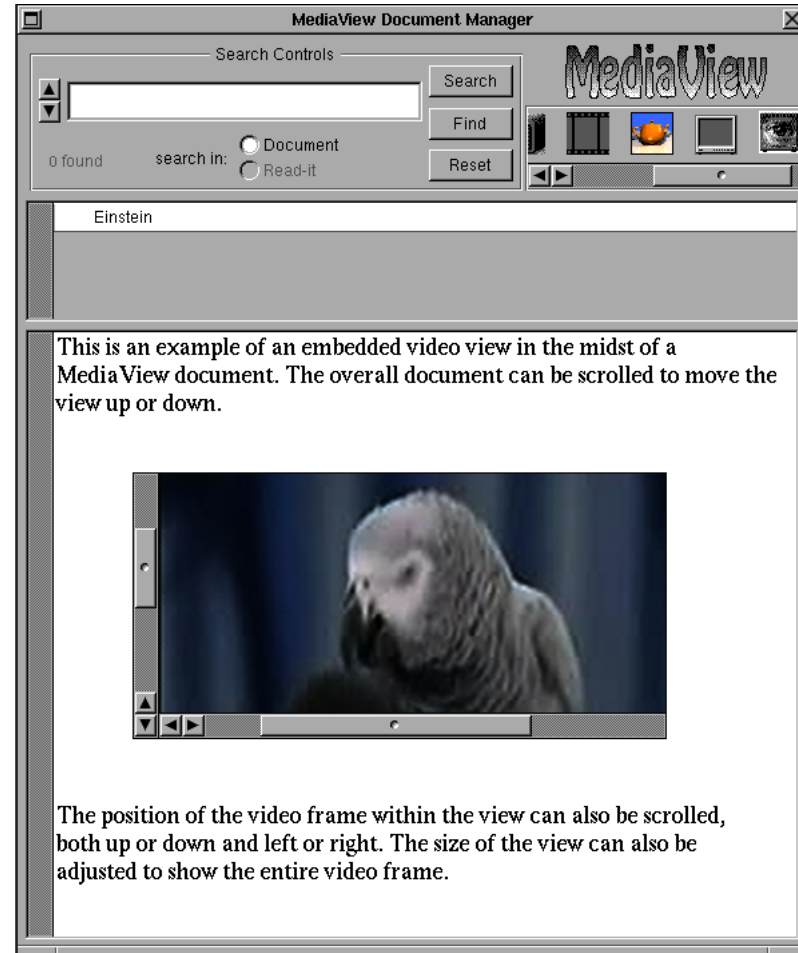 MediaView Document Manager
Search Controls
Search
Find
Reset
0 found
search in:
Document
Read-it
MediaView
Einstein
This is an example of an embedded video view in the midst of a
MediaView document. The overall document can be scrolled to move the
view up or down.
The position of the video frame within the view can also be scrolled,
both up or down and left or right. The size of the view can also be
adjusted to show the entire video frame.